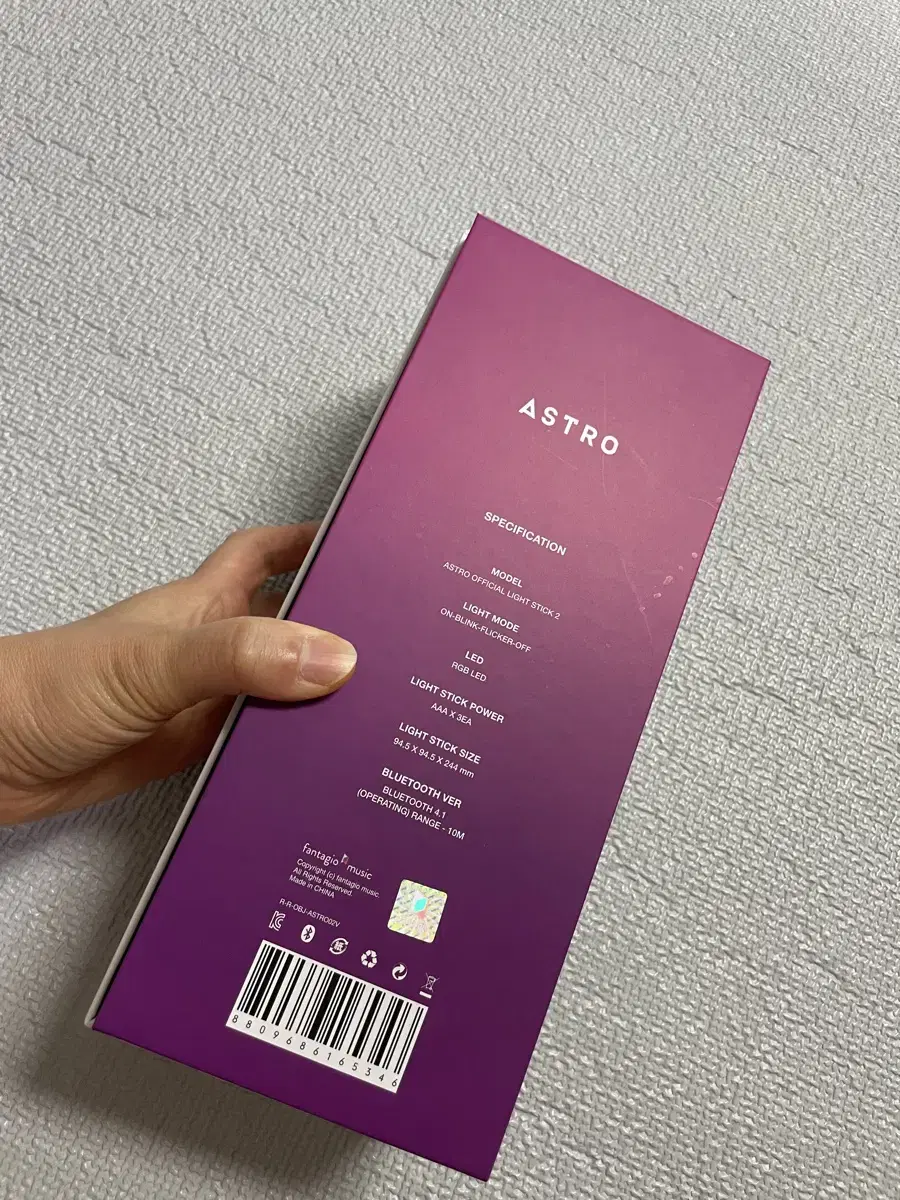 ASTRO
SPECIFICATION
MODEL
ASTRO OFFICIAL LIGHT STICK 2
LIGHT MODE
ON-BLINK-FLICKER-OFF
LED
RGB LED
LIGHT STICK POWER
AAA X 3EA
LIGHT STICK SIZE
94.5 X 94.5 X 244 mm
BLUETOOTH VER
BLUETOOTH 4.1
(OPERATING) RANGE - 10M
fantagio music
Copyright (c) fantagio music.
All Rights Reserved.
Made in CHINA
R-R-OBJ-ASTRO02V
8809686165346